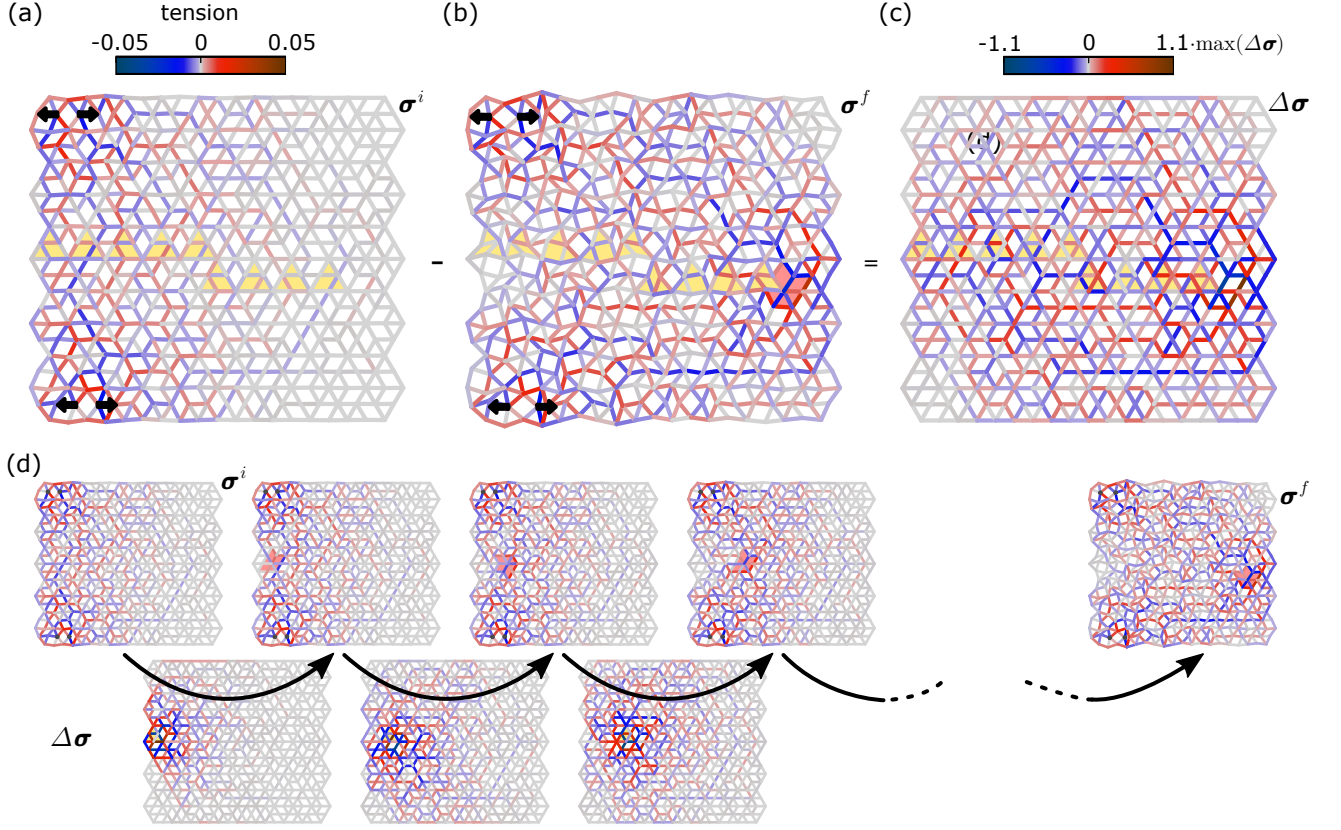 (a)
tension
-0.05 0 0.05
σ^i
(b)
σ^f
–
=
(c)
-1.1 0 1.1·max(Δσ)
Δσ
(d)
(d)
σ^i
σ^f
Δσ